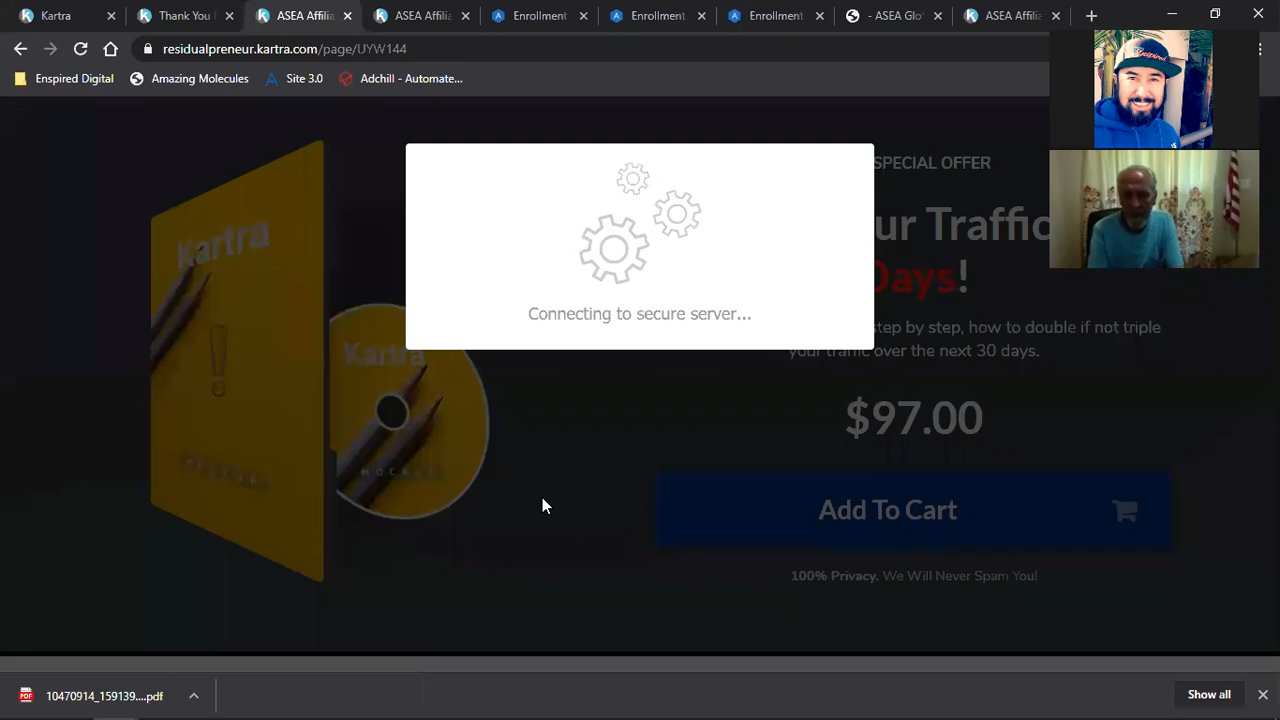 Kartra
Thank You
ASEA Affilia
ASEA Affilia
Enrollment
Enrollment
Enrollment
- ASEA Glo
ASEA Affilia
residualpreneur.kartra.com/page/UYW144
Enspired Digital
Amazing Molecules
Site 3.0
Adchill - Automate...
SPECIAL OFFER
ur Traffic
Days!
step by step, how to double if not triple
your traffic over the next 30 days.
$97.00
Add To Cart
100% Privacy. We Will Never Spam You!
Connecting to secure server...
Kartra
!
MOCKUP
Kartra
MOCKUP
10470914_159139....pdf
Show all